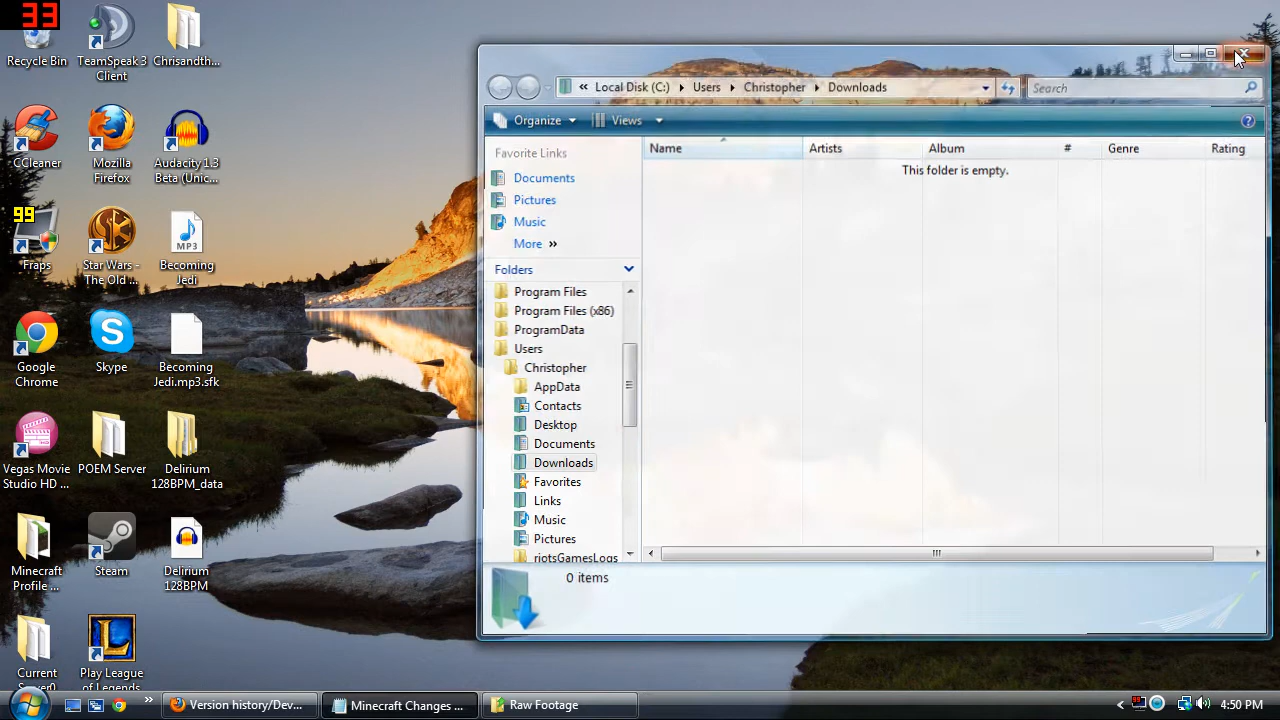 33
Recycle Bin
TeamSpeak 3
Client
Chrisandth...
CCleaner
Mozilla
Firefox
Audacity 1.3
Beta (Unic...
99
Fraps
Star Wars -
The Old ...
MP3
Becoming
Jedi
Google
Chrome
Skype
Becoming
Jedi.mp3.sfk
Vegas Movie
Studio HD ...
POEM Server
Delirium
128BPM_data
Minecraft
Profile ...
Steam
Delirium
128BPM
Current
Server0
Play League
of Legends
« Local Disk (C:) Users Christopher Downloads
Search
Organize Views
Favorite Links
Documents
Pictures
Music
More »
Folders
Program Files
Program Files (x86)
ProgramData
Users
Christopher
AppData
Contacts
Desktop
Documents
Downloads
Favorites
Links
Music
Pictures
riotsGamesLogs
Name Artists Album # Genre Rating
This folder is empty.
0 items
Version history/Dev...
Minecraft Changes ...
Raw Footage
4:50 PM